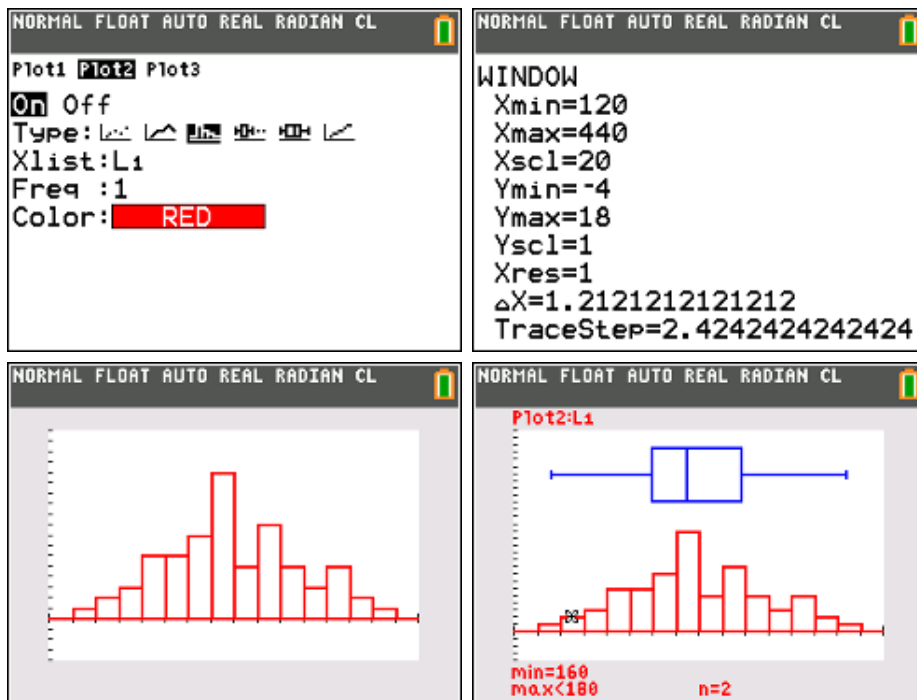 NORMAL FLOAT AUTO REAL RADIAN CL
Plot1 Plot2 Plot3
On Off
Type:
Xlist:L₁
Freq :1
Color: RED
NORMAL FLOAT AUTO REAL RADIAN CL
WINDOW
Xmin=120
Xmax=440
Xscl=20
Ymin=⁻4
Ymax=18
Yscl=1
Xres=1
△X=1.2121212121212
TraceStep=2.4242424242424
NORMAL FLOAT AUTO REAL RADIAN CL
NORMAL FLOAT AUTO REAL RADIAN CL
Plot2:L₁
min=160
max<180 n=2